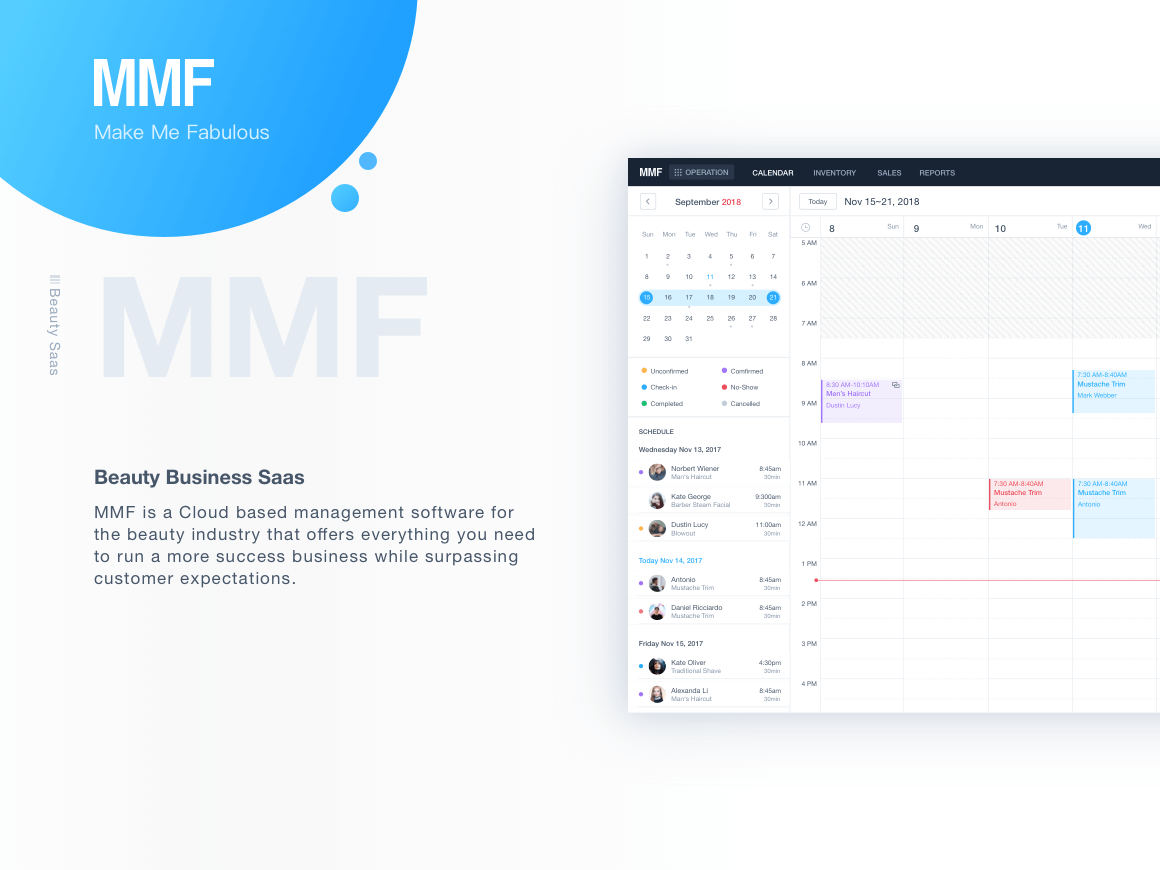 MMF
Make Me Fabulous
Beauty Saas
MMF
Beauty Business Saas
MMF is a Cloud based management software for
the beauty industry that offers everything you need
to run a more success business while surpassing
customer expectations.
MMF OPERATION CALENDAR INVENTORY SALES REPORTS
September 2018
Sun Mon Tue Wed Thu Fri Sat
1 2 3 4 5 6 7
8 9 10 11 12 13 14
15 16 17 18 19 20 21
22 23 24 25 26 27 28
29 30 31
Unconfirmed Comfirmed
Check-in No-Show
Completed Cancelled
SCHEDULE
Wednesday Nov 13, 2017
Norbert Wiener 8:45am
Man's Haircut 30min
Kate George 9:300am
Barber Steam Facial 30min
Dustin Lucy 11:00am
Blowout 30min
Today Nov 14, 2017
Antonio 8:45am
Mustache Trim 30min
Daniel Ricciardo 8:45am
Mustache Trim 30min
Friday Nov 15, 2017
Kate Oliver 4:30pm
Traditional Shave 30min
Alexanda Li 8:45am
Man's Haircut 30min
Today Nov 15~21, 2018
8 Sun 9 Mon 10 Tue 11 Wed
5 AM
6 AM
7 AM
8 AM
9 AM
10 AM
11 AM
12 AM
1 PM
2 PM
3 PM
4 PM
8:30 AM-10:10AM
Men's Haircut
Dustin Lucy
7:30 AM-8:40AM
Mustache Trim
Antonio
7:30 AM-8:40AM
Mustache Trim
Mark Webber
7:30 AM-8:40AM
Mustache Trim
Antonio